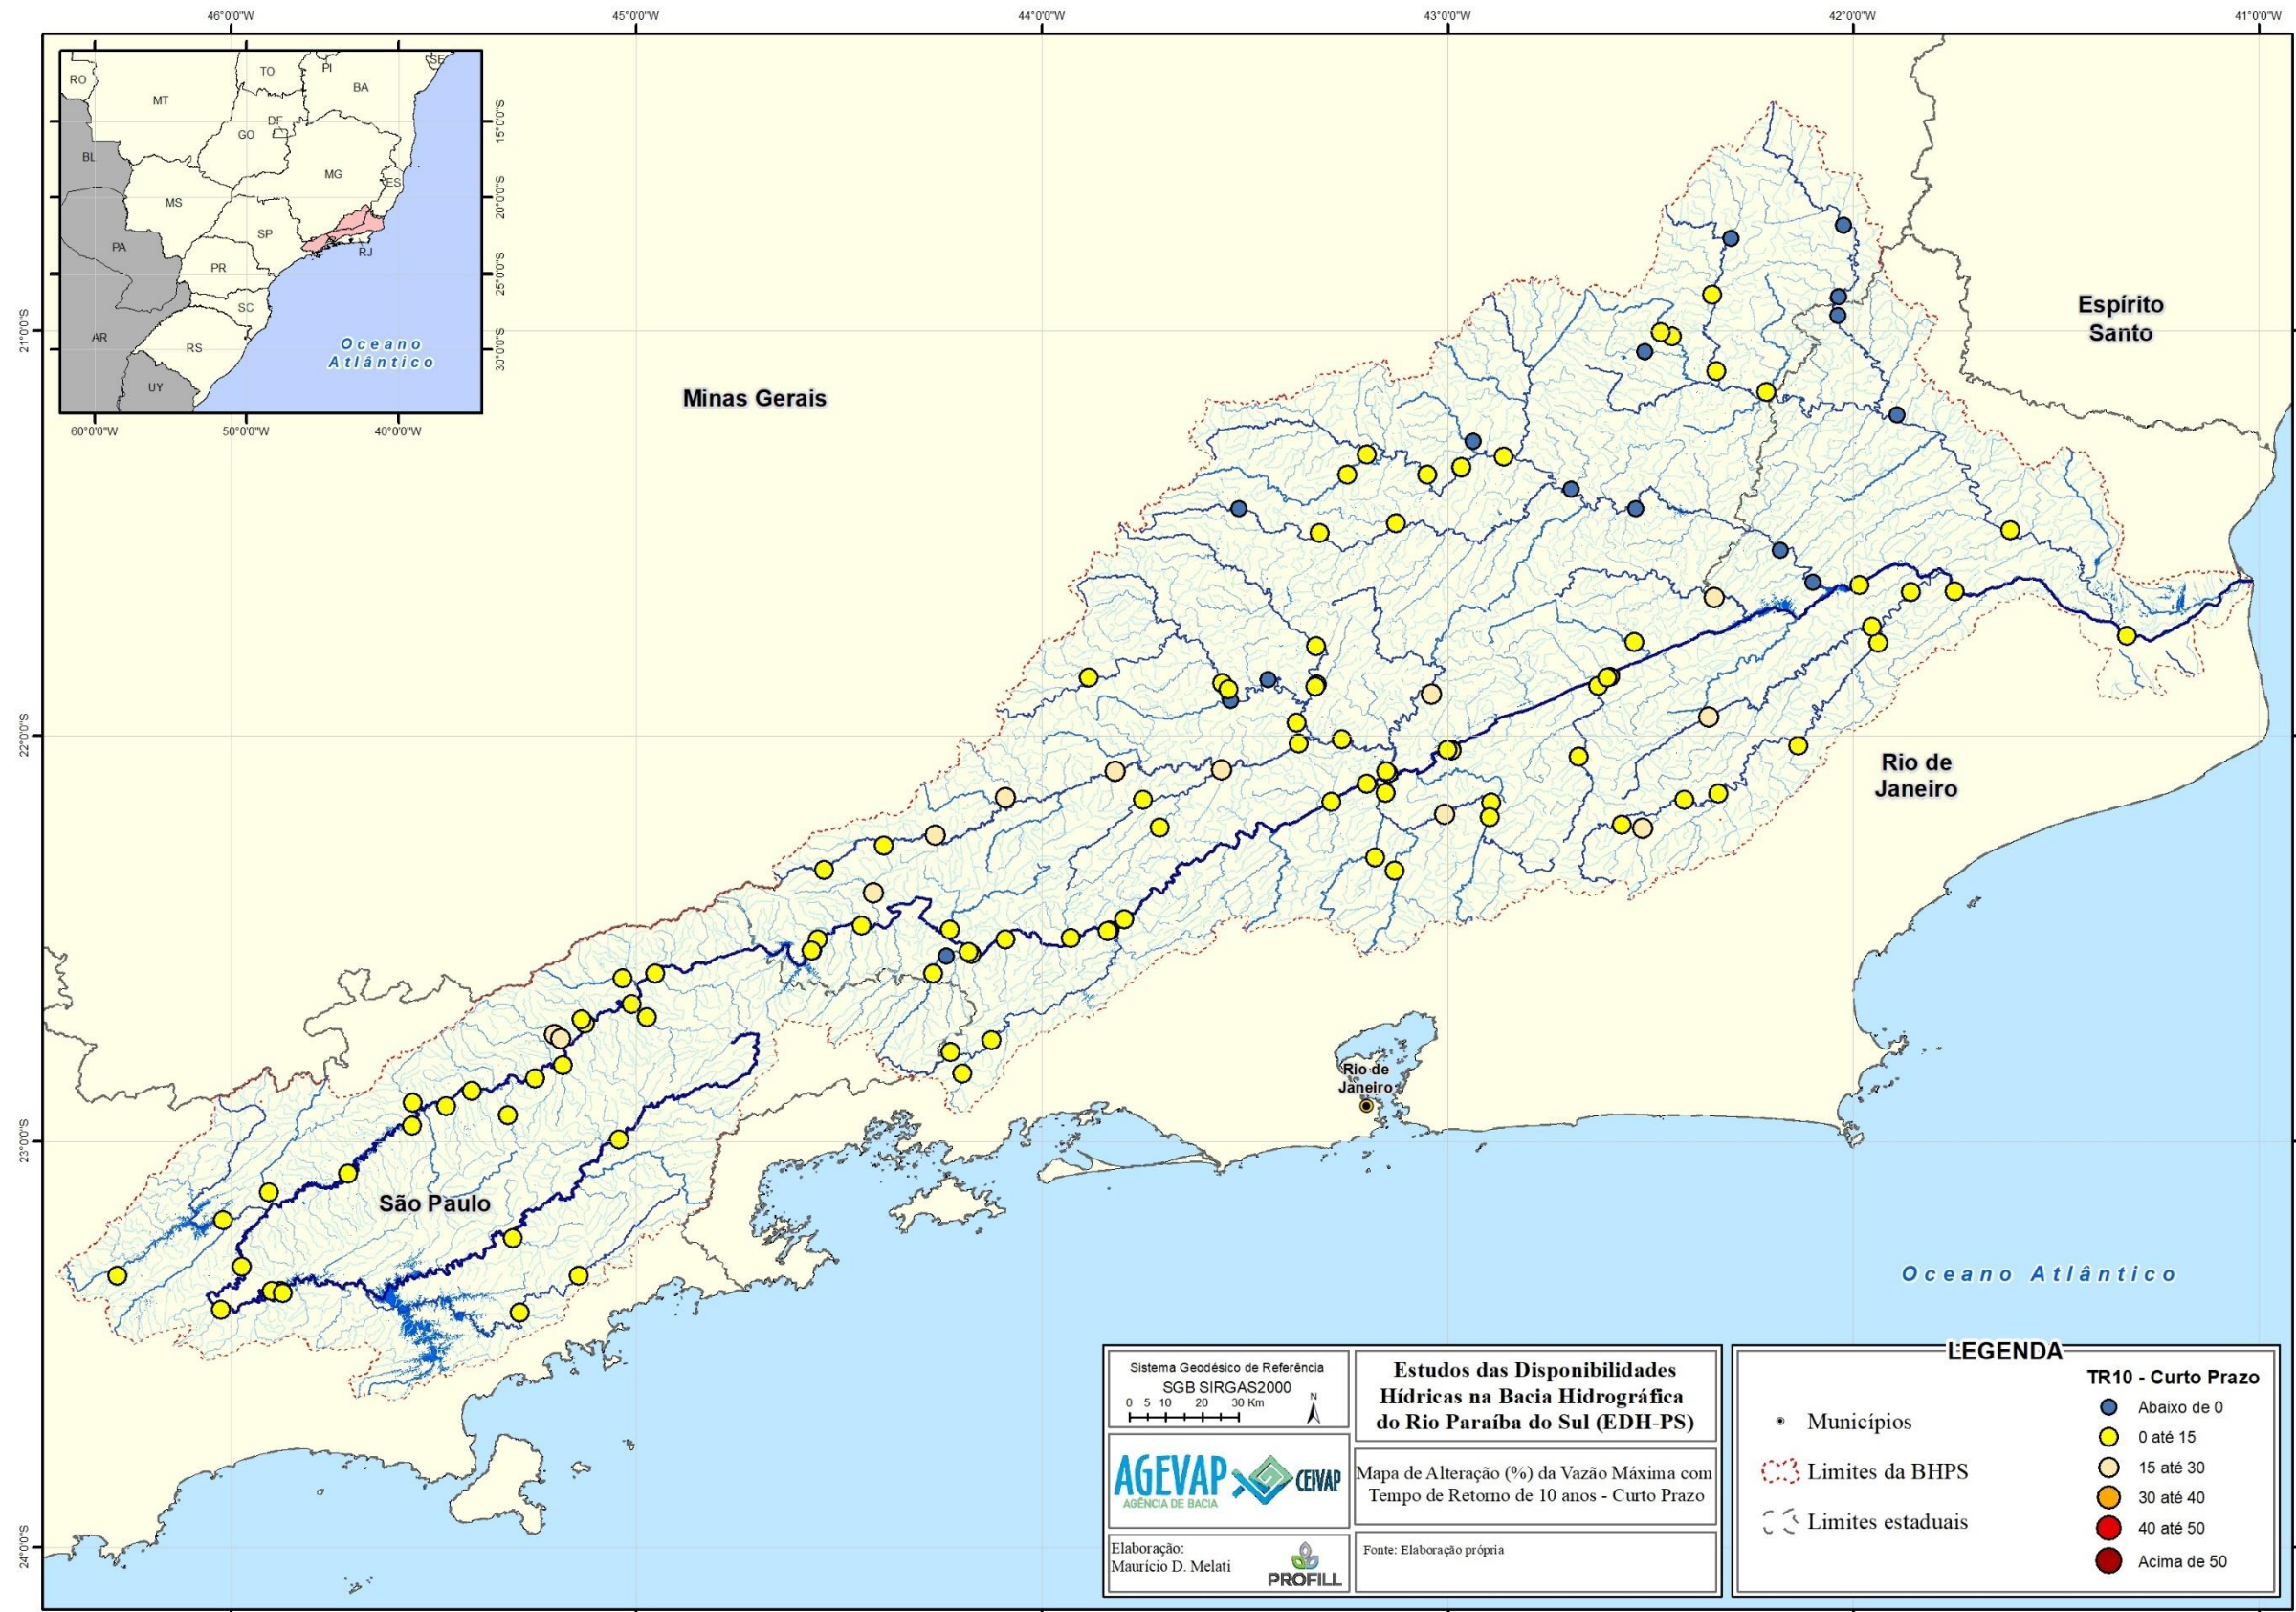 46°0'0"W
45°0'0"W
44°0'0"W
43°0'0"W
42°0'0"W
41°0'0"W
RO
MT
TO
PI
SE
BA
DF
GO
BL
MG
ES
MS
SP
PA
RJ
PR
SC
AR
RS
UY
Oceano
Atlântico
15°0'0"S
20°0'0"S
25°0'0"S
30°0'0"S
60°0'0"W
50°0'0"W
40°0'0"W
21°0'0"S
22°0'0"S
23°0'0"S
24°0'0"S
Minas Gerais
Espírito
Santo
Rio de
Janeiro
Rio de
Janeiro
São Paulo
Oceano Atlântico
Sistema Geodésico de Referência
SGB SIRGAS2000
0 5 10 20 30 Km
N
Estudos das Disponibilidades
Hídricas na Bacia Hidrográfica
do Rio Paraíba do Sul (EDH-PS)
AGEVAP
AGÊNCIA DE BACIA
CEIVAP
Mapa de Alteração (%) da Vazão Máxima com
Tempo de Retorno de 10 anos - Curto Prazo
Elaboração:
Maurício D. Melati
PROFILL
Fonte: Elaboração própria
LEGENDA
Municípios
Limites da BHPS
Limites estaduais
TR10 - Curto Prazo
Abaixo de 0
0 até 15
15 até 30
30 até 40
40 até 50
Acima de 50